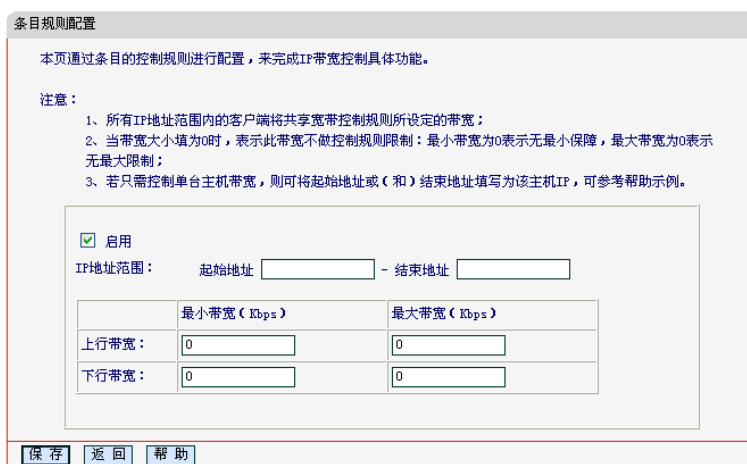 条目规则配置
本页通过条目的控制规则进行配置，来完成IP带宽控制具体功能。
注意：
1、所有IP地址范围内的客户端将共享宽带控制规则所设定的带宽；
2、当带宽大小填为0时，表示此带宽不做控制规则限制：最小带宽为0表示无最小保障，最大带宽为0表示
无最大限制；
3、若只需控制单台主机带宽，则可将起始地址或（和）结束地址填写为该主机IP，可参考帮助示例。
启用
IP地址范围： 起始地址 - 结束地址
最小带宽（Kbps） 最大带宽（Kbps）
上行带宽： 0 0
下行带宽： 0 0
保 存 返 回 帮 助